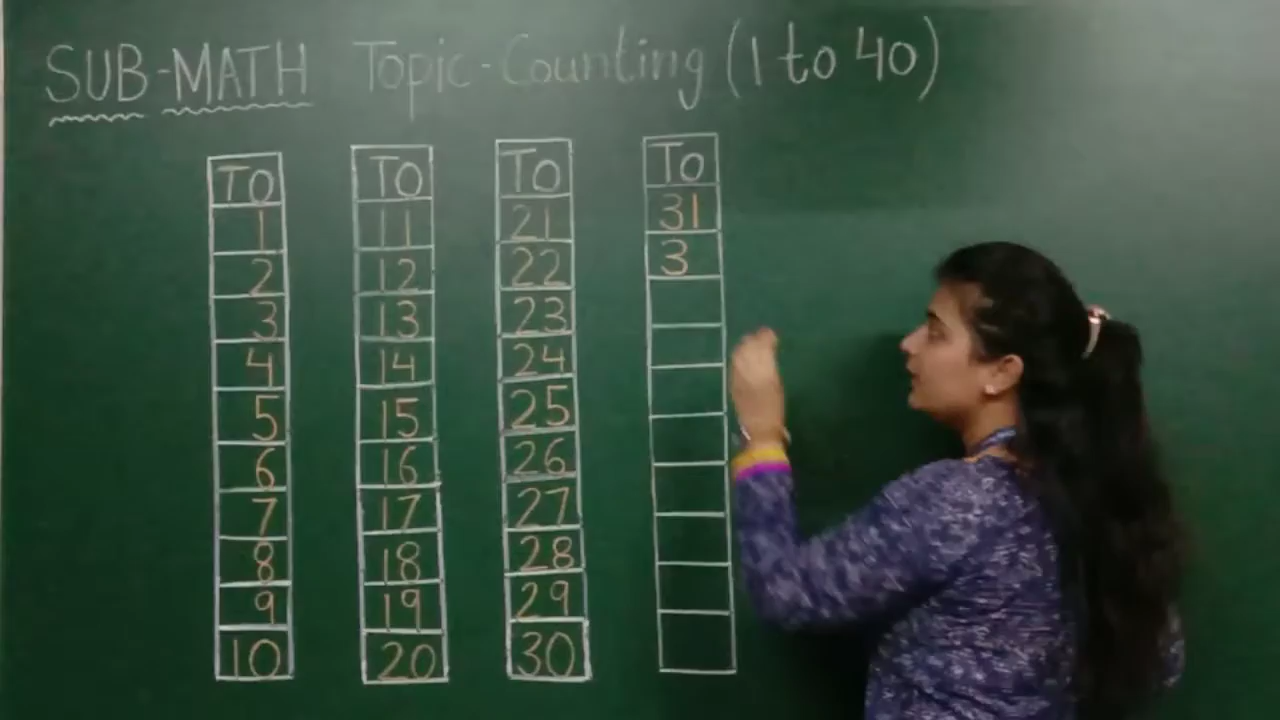 SUB-MATH Topic-Counting (1 to 40)
TO TO TO TO
1 11 21 31
2 12 22 3
3 13 23
4 14 24
5 15 25
6 16 26
7 17 27
8 18 28
9 19 29
10 20 30